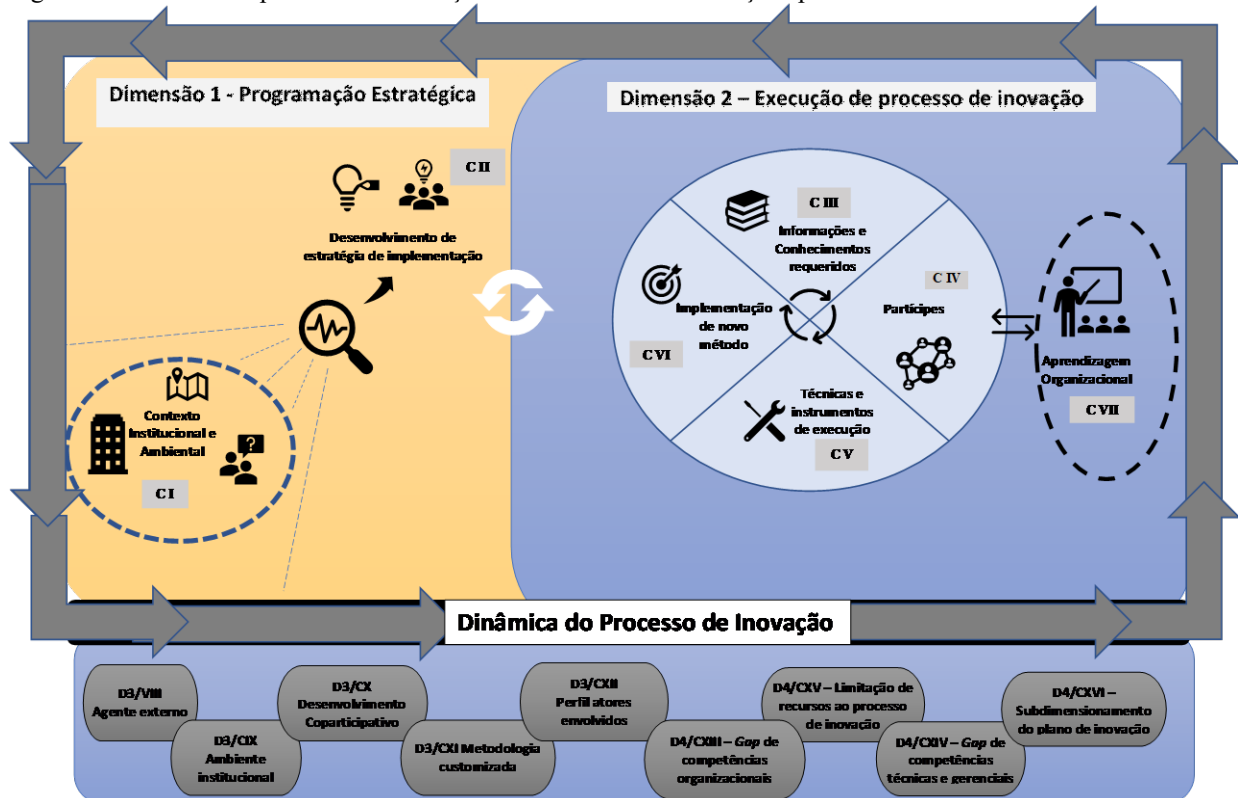 Dimensão 1 - Programação Estratégica
Dimensão 2 – Execução de processo de inovação
C II
Desenvolvimento de
estratégia de implementação
Contexto
Institucional e
Ambiental
C I
C III
Informações e
Conhecimentos
requeridos
C IV
Partícipes
Implementação
de novo
método
C VI
Técnicas e
instrumentos
de execução
C V
Aprendizagem
Organizacional
C VII
Dinâmica do Processo de Inovação
D3/VIII
Agente externo
D3/CIX
Ambiente
institucional
D3/CX
Desenvolvimento
Coparticipativo
D3/CXI Metodologia
customizada
D3/CXII
Perfil atores
envolvidos
D4/CXIII – Gap de
competências
organizacionais
D4/CXV – Limitação de
recursos ao processo
de inovação
D4/CXIV – Gap de
competências
técnicas e gerenciais
D4/CXVI –
Subdimensionamento
do plano de inovação